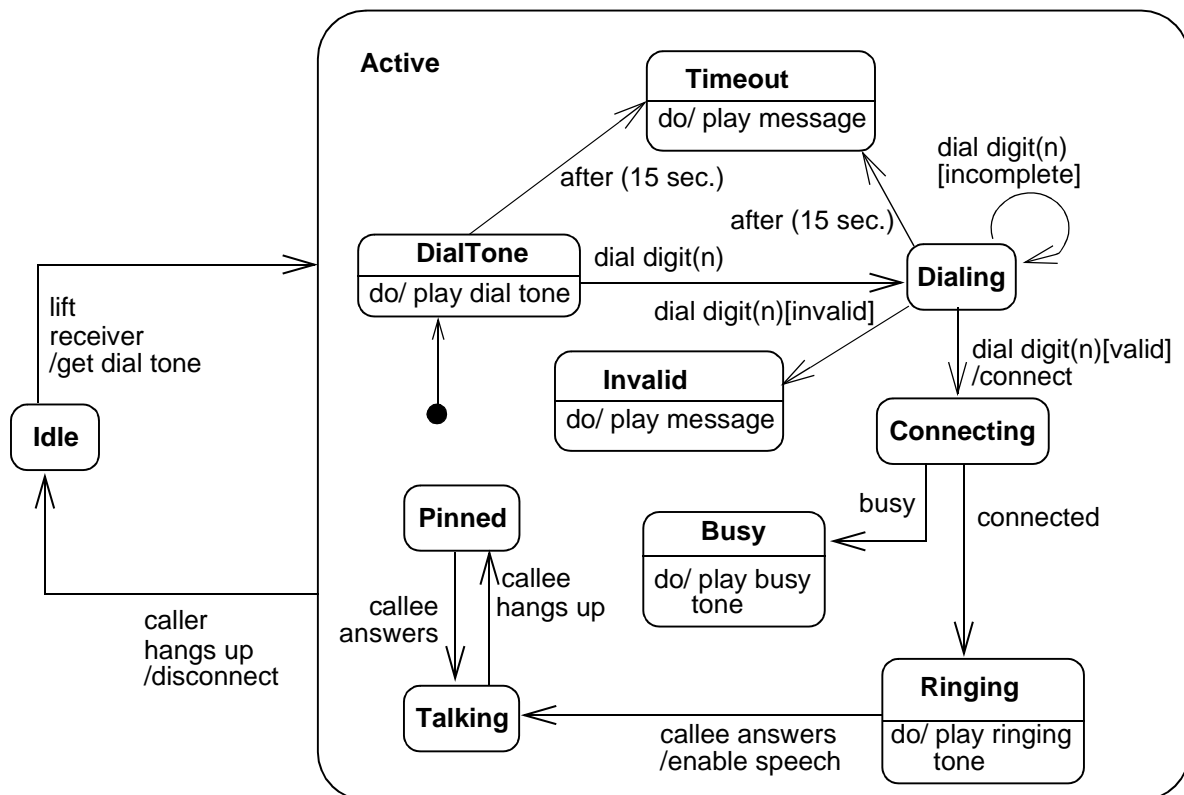 Active
Timeout
do/ play message
dial digit(n)
[incomplete]
after (15 sec.)
after (15 sec.)
DialTone
do/ play dial tone
dial digit(n)
Dialing
lift
receiver
/get dial tone
dial digit(n)[invalid]
dial digit(n)[valid]
/connect
Invalid
do/ play message
Idle
Connecting
Pinned
busy
connected
Busy
do/ play busy
tone
callee
hangs up
callee
answers
caller
hangs up
/disconnect
Ringing
do/ play ringing
tone
Talking
callee answers
/enable speech